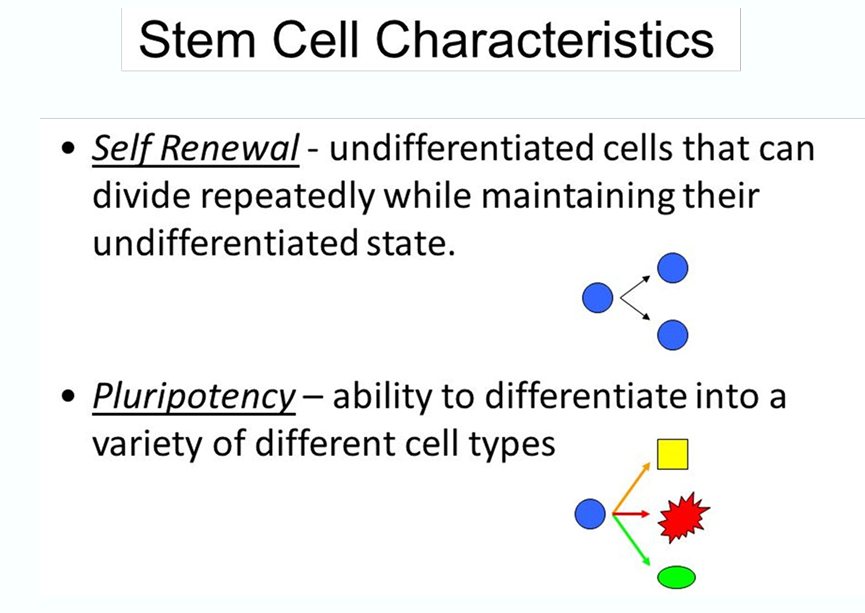 Stem Cell Characteristics
• Self Renewal - undifferentiated cells that can
divide repeatedly while maintaining their
undifferentiated state.
• Pluripotency – ability to differentiate into a
variety of different cell types